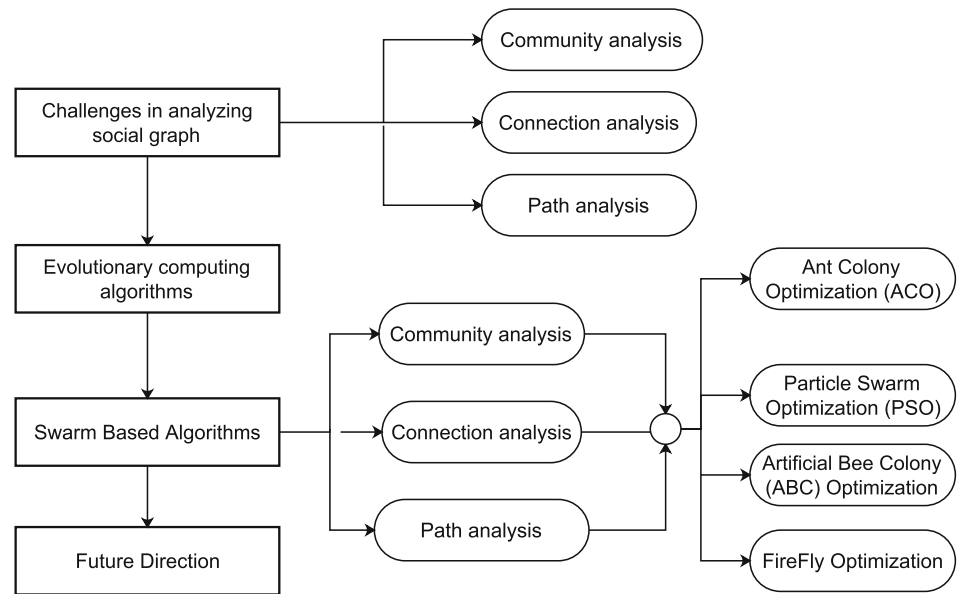 Community analysis
Challenges in analyzing
social graph
Connection analysis
Path analysis
Evolutionary computing
algorithms
Ant Colony
Optimization (ACO)
Community analysis
Particle Swarm
Optimization (PSO)
Swarm Based Algorithms
Connection analysis
Artificial Bee Colony
(ABC) Optimization
Path analysis
Future Direction
FireFly Optimization